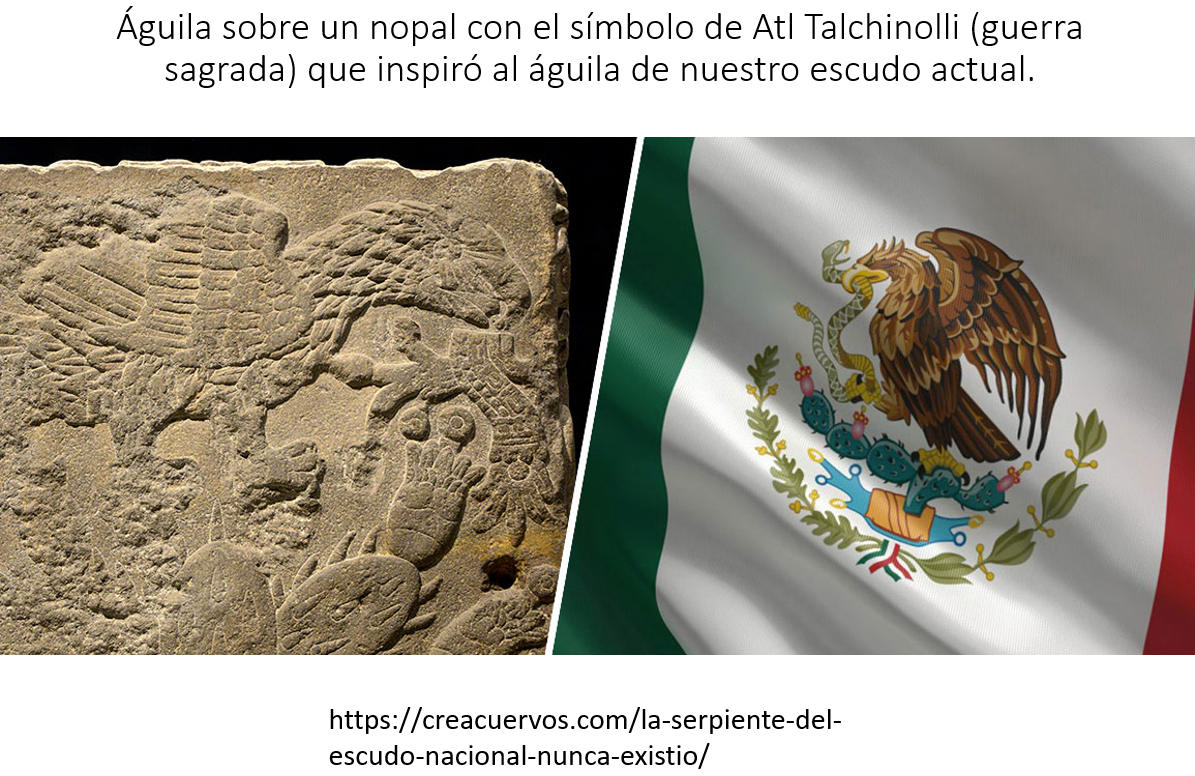 Águila sobre un nopal con el símbolo de Atl Talchinolli (guerra
sagrada) que inspiró al águila de nuestro escudo actual.
https://creacuervos.com/la-serpiente-del-
escudo-nacional-nunca-existio/